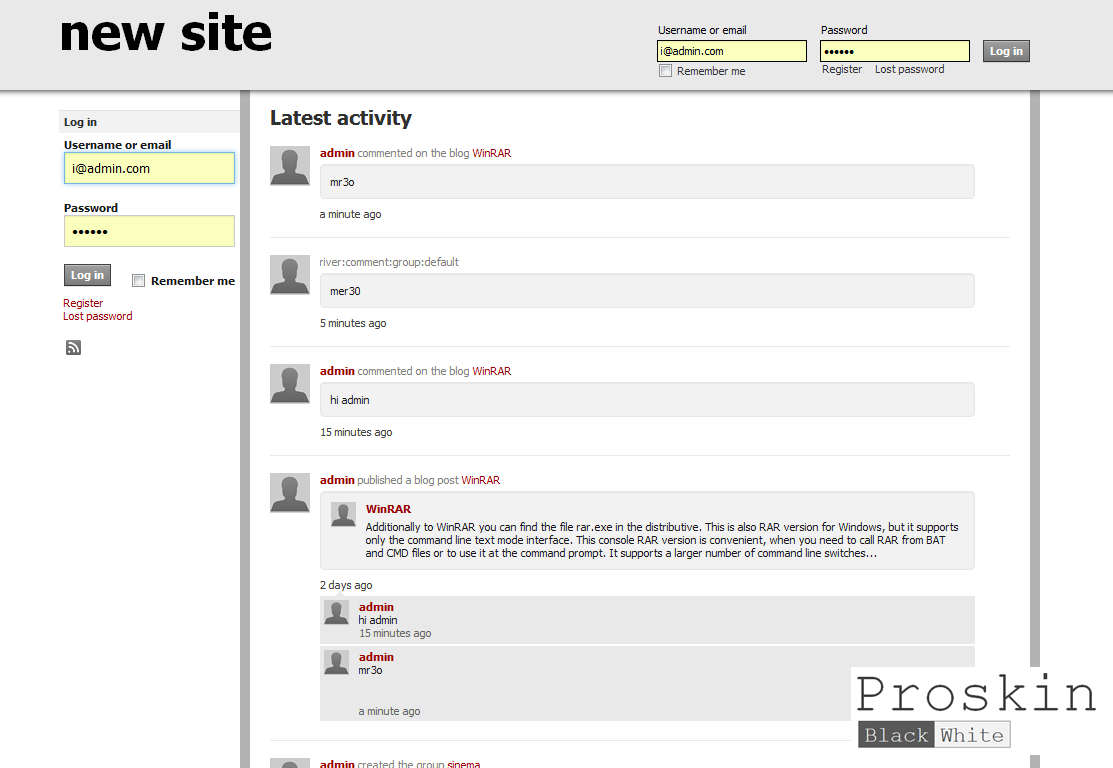 new site
Username or email
Password
i@admin.com
••••••
Log in
Remember me
Register
Lost password
Log in
Username or email
i@admin.com
Password
••••••
Log in
Remember me
Register
Lost password
Latest activity
admin commented on the blog WinRAR
mr3o
a minute ago
river:comment:group:default
mer30
5 minutes ago
admin commented on the blog WinRAR
hi admin
15 minutes ago
admin published a blog post WinRAR
WinRAR
Additionally to WinRAR you can find the file rar.exe in the distributive. This is also RAR version for Windows, but it supports
only the command line text mode interface. This console RAR version is convenient, when you need to call RAR from BAT
and CMD files or to use it at the command prompt. It supports a larger number of command line switches...
2 days ago
admin
hi admin
15 minutes ago
admin
mr3o
a minute ago
admin created the group sinema
Proskin
Black White